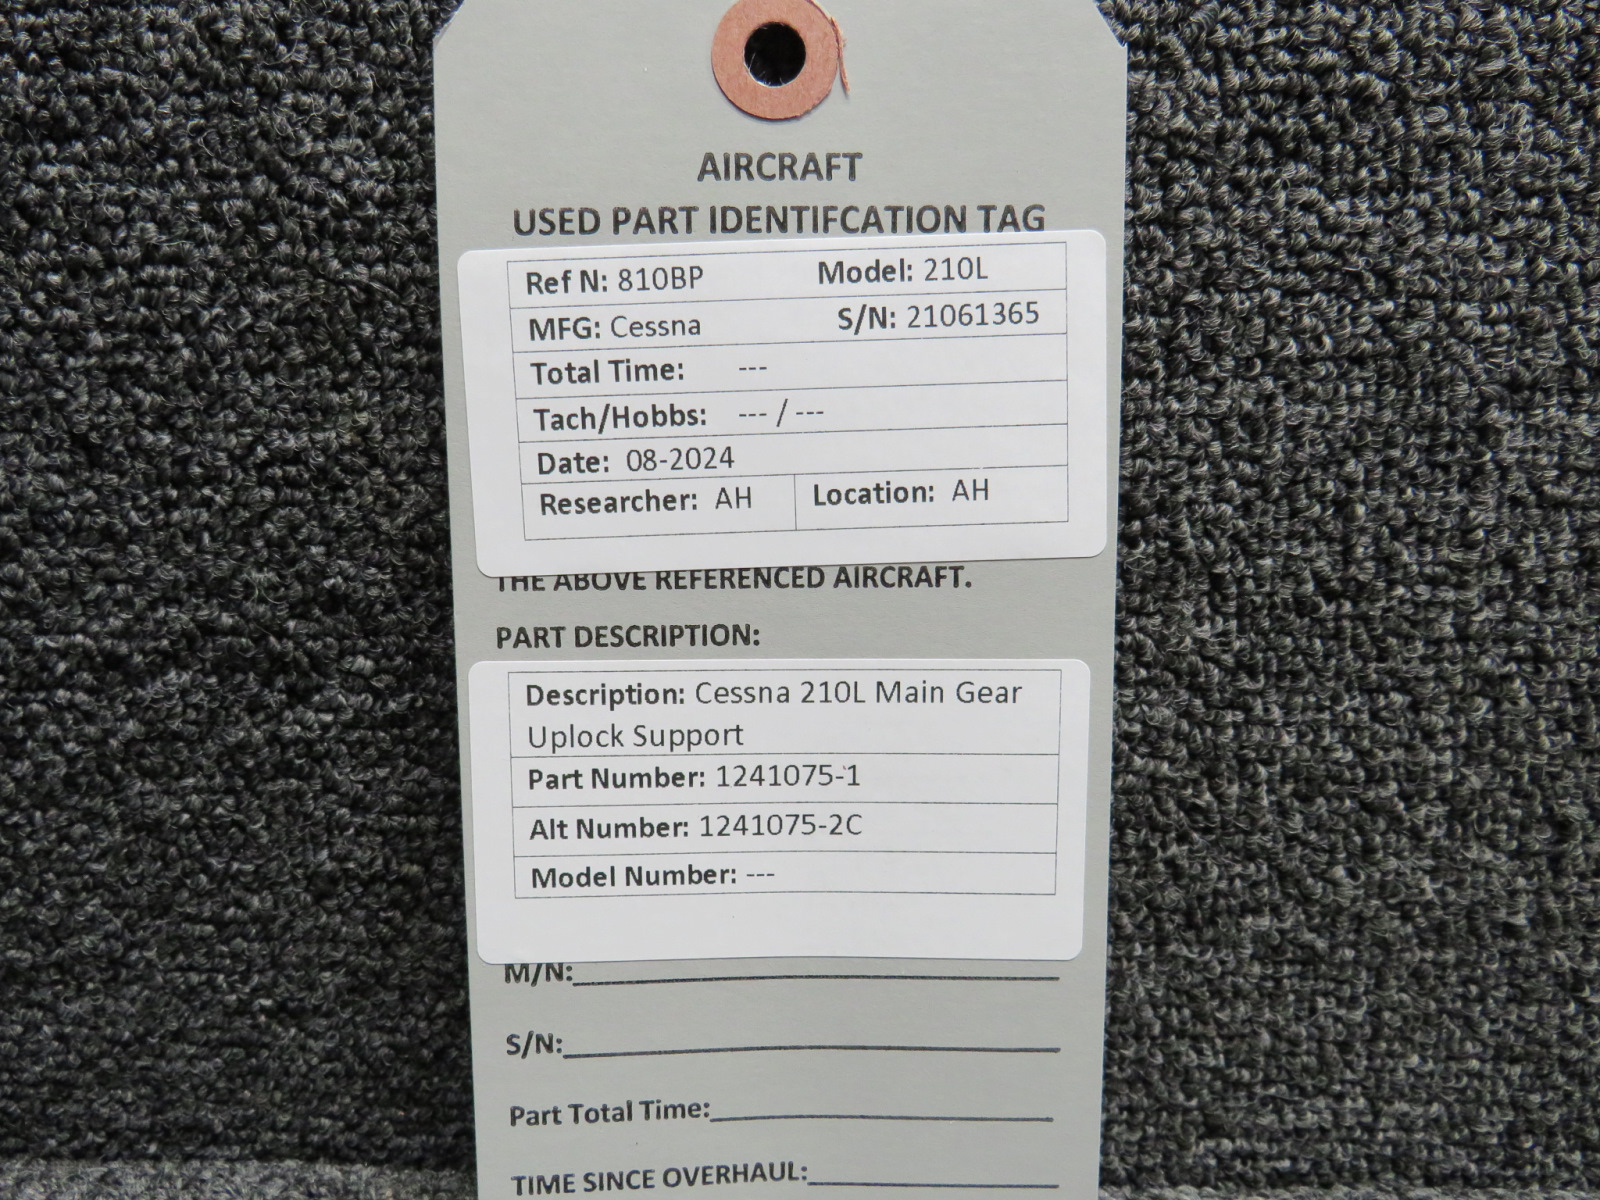 AIRCRAFT
USED PART IDENTIFCATION TAG
Ref N: 810BP Model: 210L
MFG: Cessna S/N: 21061365
Total Time: ---
Tach/Hobbs: --- / ---
Date: 08-2024
Researcher: AH Location: AH
THE ABOVE REFERENCED AIRCRAFT.
PART DESCRIPTION:
Description: Cessna 210L Main Gear
Uplock Support
Part Number: 1241075-1
Alt Number: 1241075-2C
Model Number: ---
M/N:
S/N:
Part Total Time:
TIME SINCE OVERHAUL: